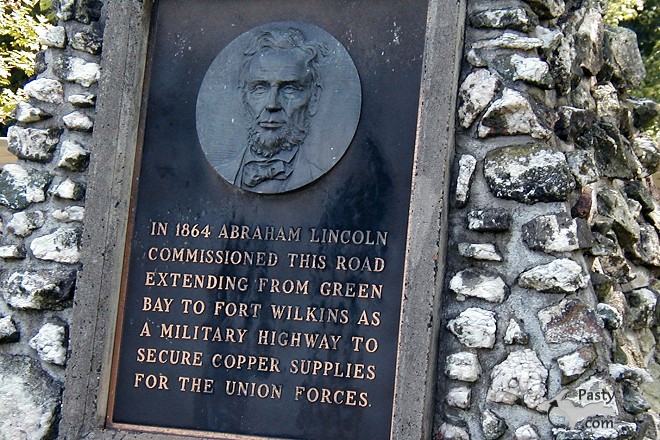 IN 1864 ABRAHAM LINCOLN
COMMISSIONED THIS ROAD
EXTENDING FROM GREEN
BAY TO FORT WILKINS AS
A MILITARY HIGHWAY TO
SECURE COPPER SUPPLIES
FOR THE UNION FORCES.
Pasty
.com